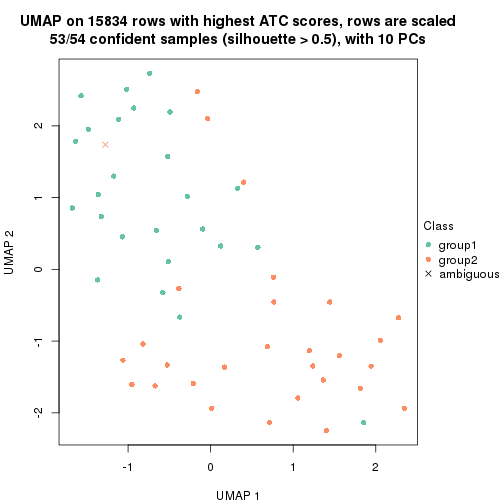 UMAP on 15834 rows with highest ATC scores, rows are scaled
53/54 confident samples (silhouette > 0.5), with 10 PCs
2
1
0
-1
-2
UMAP 2
-1
0
1
2
UMAP 1
Class
group1
group2
ambiguous